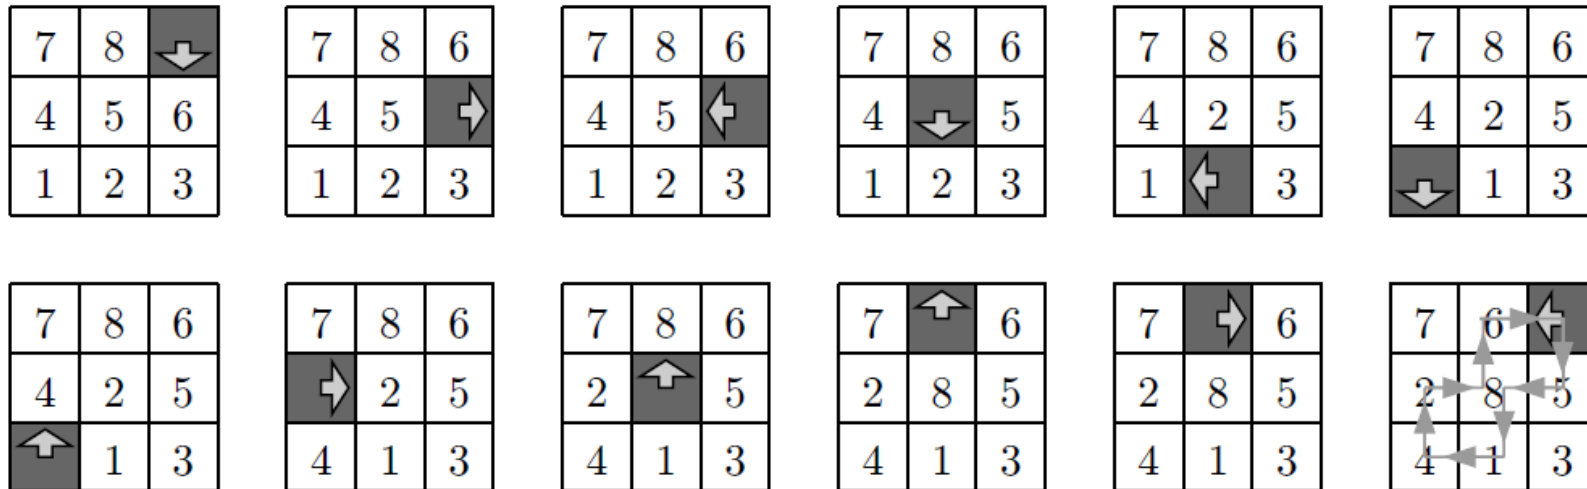 7 8 7 8 6 7 8 6 7 8 6 7 8 6 7 8 6
4 5 6 4 5 4 5 4 5 4 2 5 4 2 5
1 2 3 1 2 3 1 2 3 1 2 3 1 3 1 3
7 8 6 7 8 6 7 8 6 7 6 7 6 7 6
4 2 5 2 5 2 5 2 8 5 2 8 5 2 8 5
1 3 4 1 3 4 1 3 4 1 3 4 1 3 4 1 3